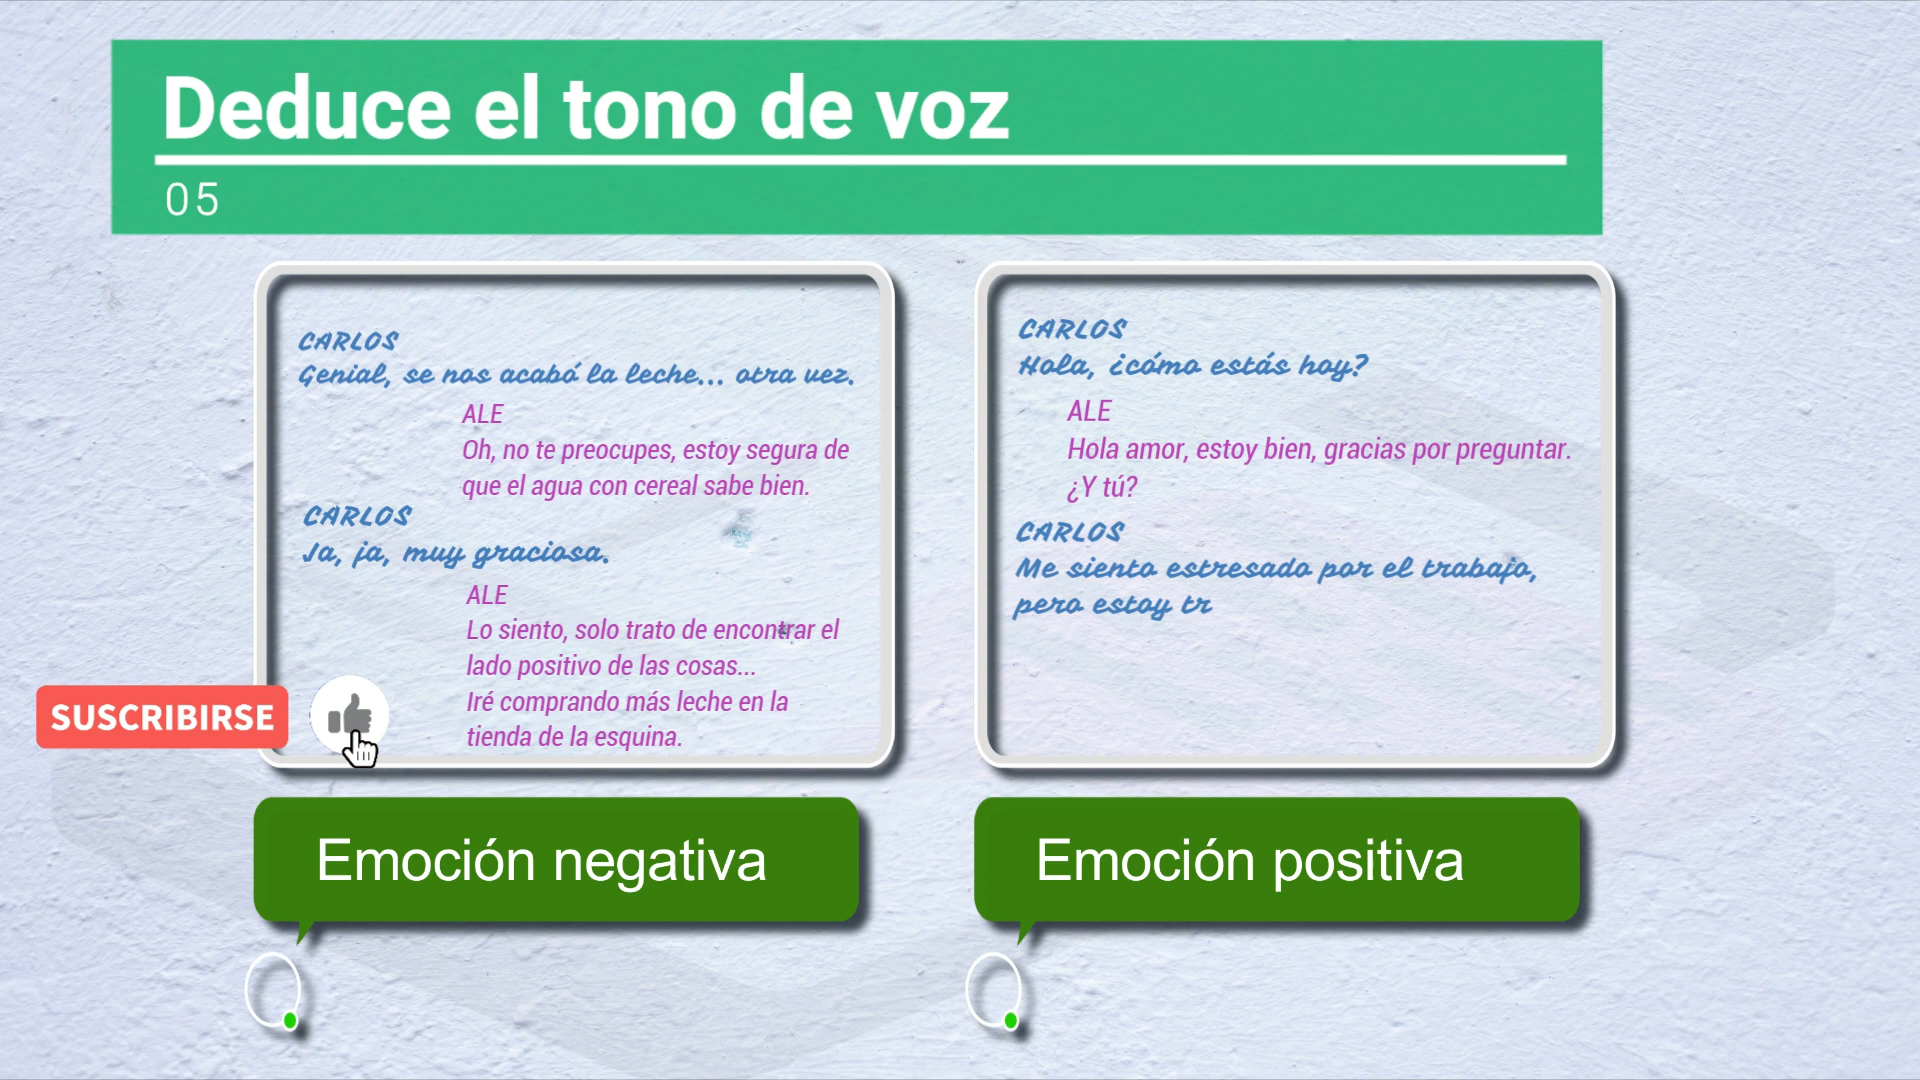 Deduce el tono de voz
05
CARLOS
Genial, se nos acabó la leche... otra vez.
ALE
Oh, no te preocupes, estoy segura de
que el agua con cereal sabe bien.
CARLOS
Ja, ja, muy graciosa.
ALE
Lo siento, solo trato de encontrar el
lado positivo de las cosas...
Iré comprando más leche en la
tienda de la esquina.
SUSCRIBIRSE
Emoción negativa
CARLOS
Hola, ¿cómo estás hoy?
ALE
Hola amor, estoy bien, gracias por preguntar.
¿Y tú?
CARLOS
Me siento estresado por el trabajo,
pero estoy tr
Emoción positiva